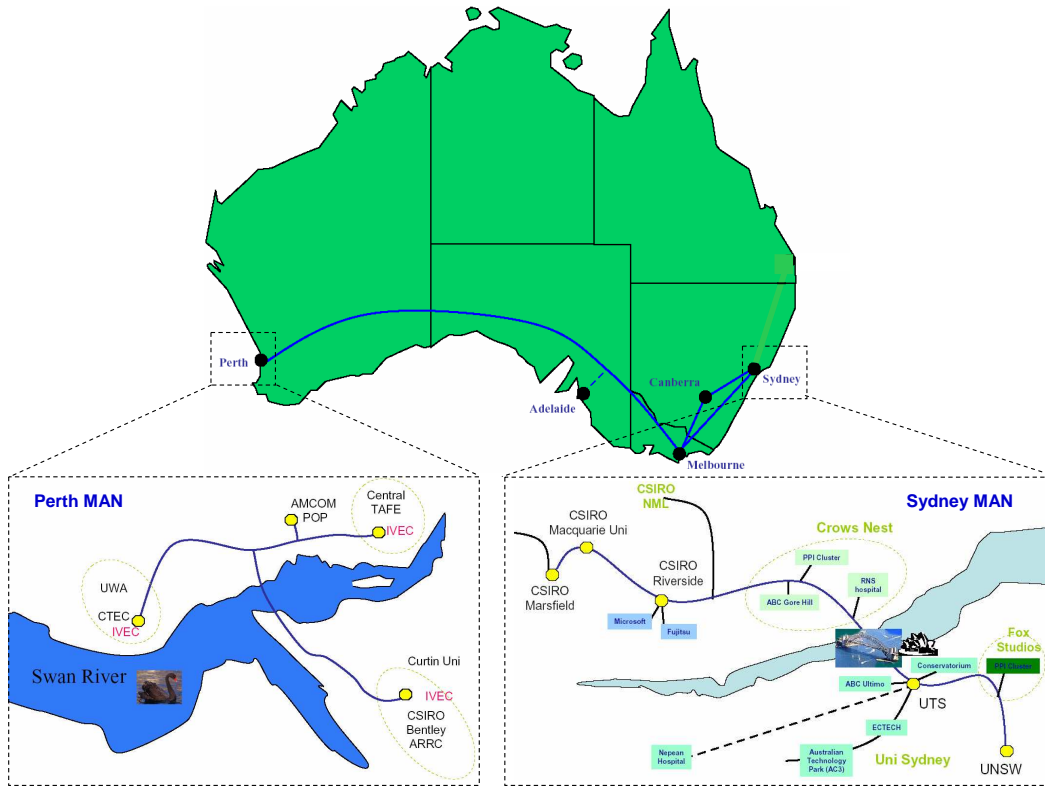 Perth
Adelaide
Canberra
Sydney
Melbourne
Perth MAN
AMCOM
POP
Central
TAFE
IVEC
UWA
CTEC
IVEC
Swan River
Curtin Uni
IVEC
CSIRO
Bentley
ARRC
Sydney MAN
CSIRO
NML
CSIRO
Macquarie Uni
CSIRO
Marsfield
CSIRO
Riverside
Microsoft
Fujitsu
Crows Nest
PPI Cluster
ABC Gore Hill
RNS
hospital
Fox
Studios
PPI Cluster
Conservatorium
ABC Ultimo
UTS
ECTECH
Nepean
Hospital
Australian
Technology
Park (AC3)
Uni Sydney
UNSW